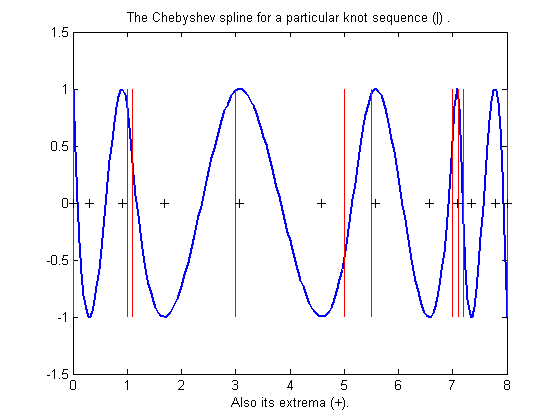 The Chebyshev spline for a particular knot sequence (|) .
1.5
1
0.5
0
-0.5
-1
-1.5
0 1 2 3 4 5 6 7 8
Also its extrema (+).